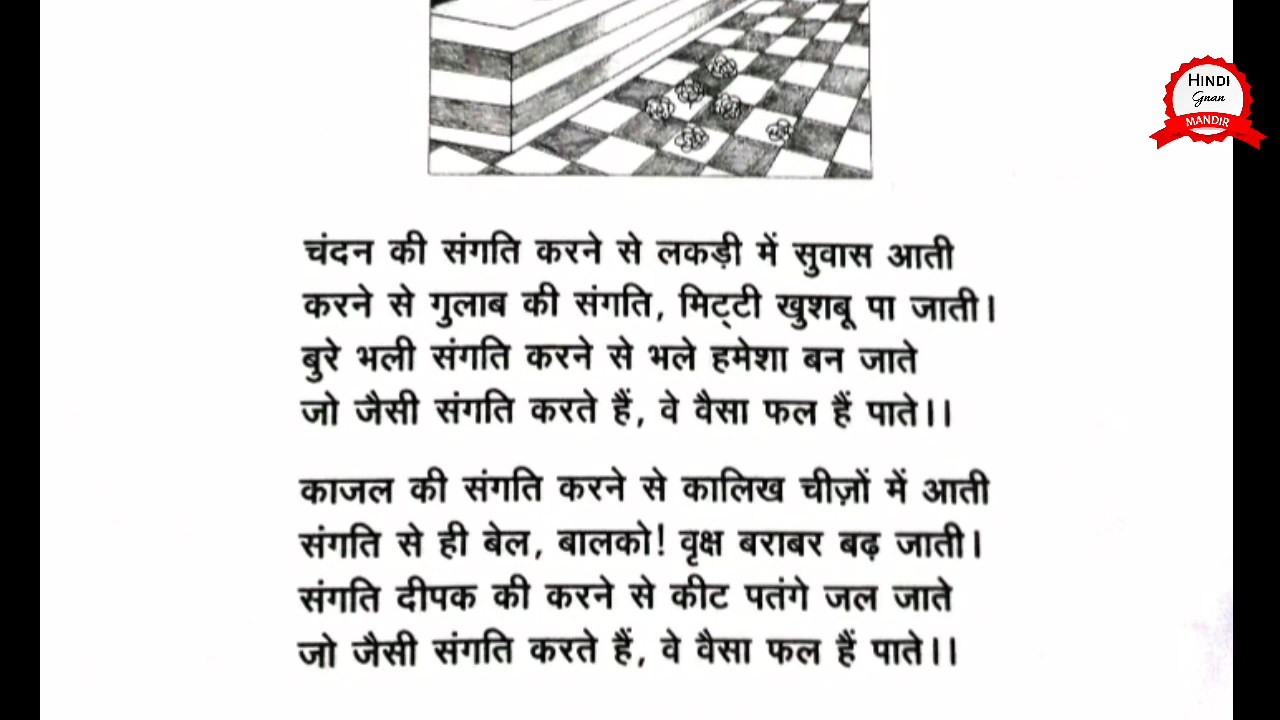 HINDI
Gnan
MANDIR
चंदन की संगति करने से लकड़ी में सुवास आती
करने से गुलाब की संगति, मिट्‌टी खुशबू पा जाती।
बुरे भली संगति करने से भले हमेशा बन जाते
जो जैसी संगति करते हैं, वे वैसा फल हैं पाते।।
काजल की संगति करने से कालिख चीज़ों में आती
संगति से ही बेल, बालको! वृक्ष बराबर बढ़ जाती।
संगति दीपक की करने से कीट पतंगे जल जाते
जो जैसी संगति करते हैं, वे वैसा फल हैं पाते।।